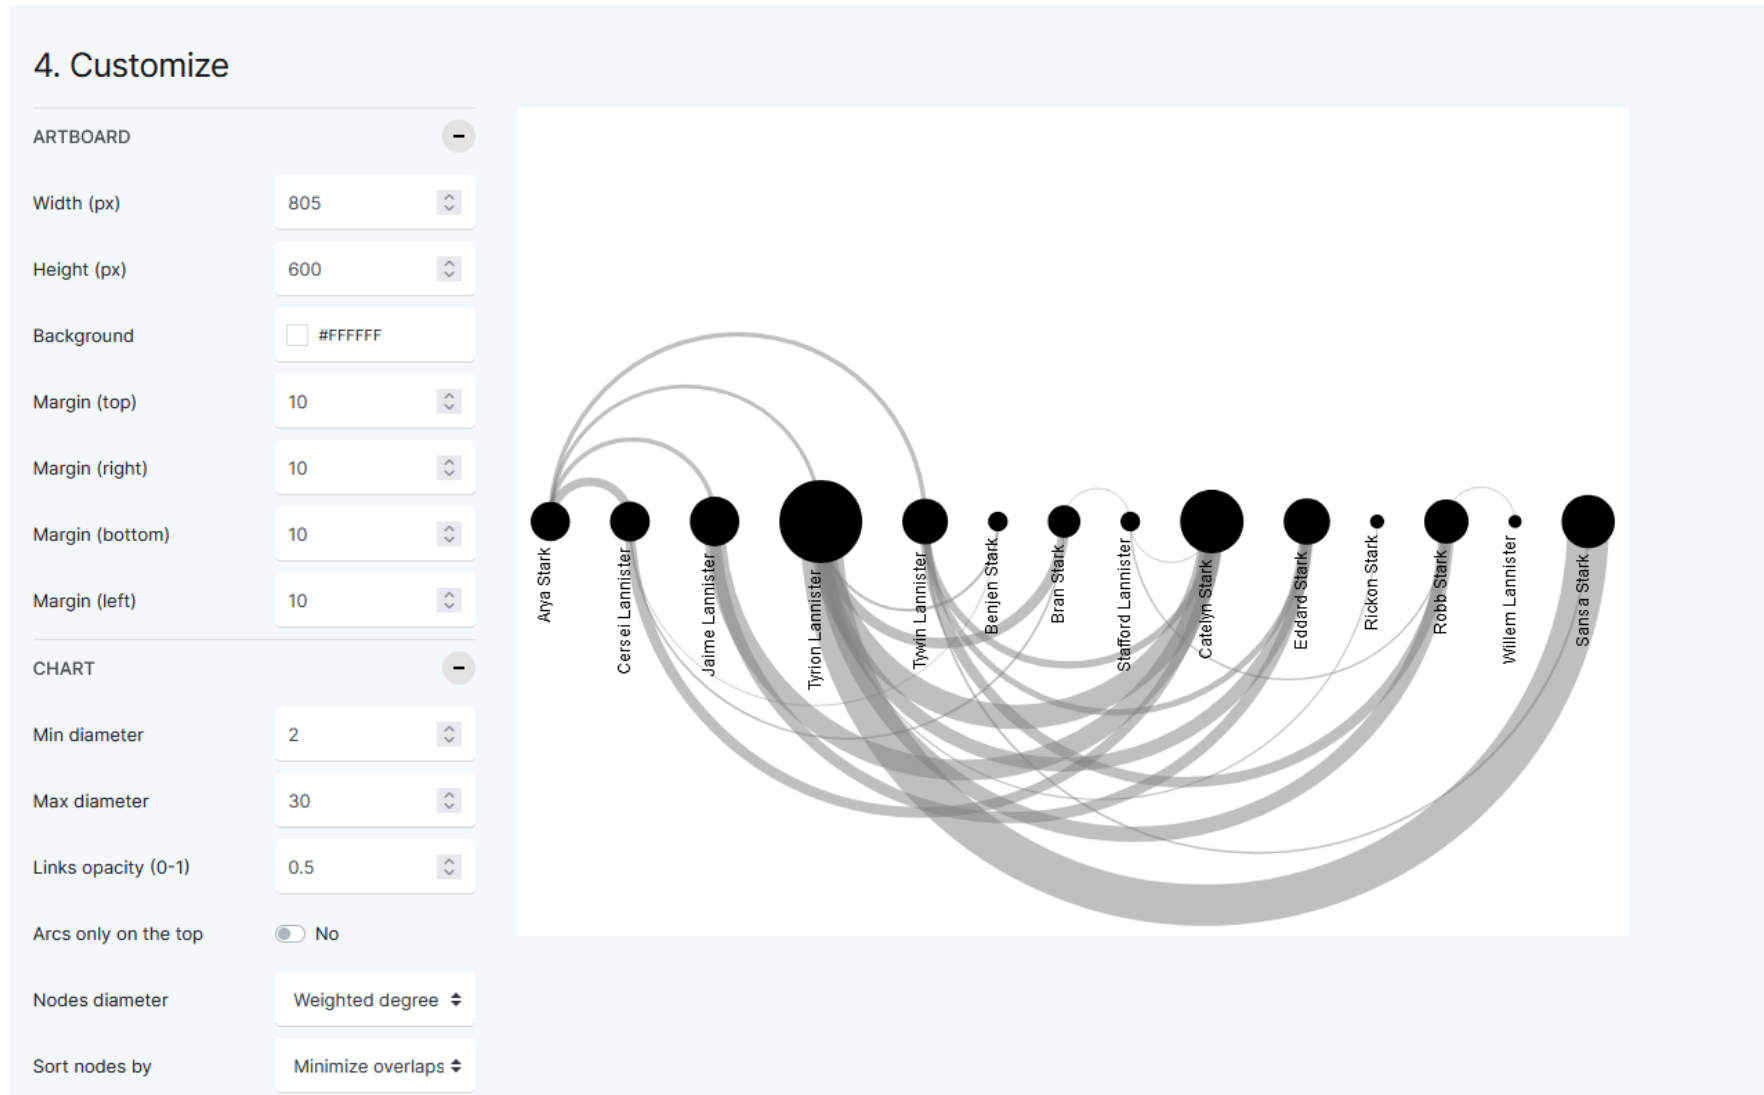 4. Customize
ARTBOARD
Width (px)
805
Height (px)
600
Background
#FFFFFF
Margin (top)
10
Margin (right)
10
Margin (bottom)
10
Margin (left)
10
CHART
Min diameter
2
Max diameter
30
Links opacity (0-1)
0.5
Arcs only on the top
No
Nodes diameter
Weighted degree
Sort nodes by
Minimize overlaps
Arya Stark
Cersei Lannister
Jaime Lannister
Tyrion Lannister
Tywin Lannister
Benjen Stark
Bran Stark
Stafford Lannister
Catelyn Stark
Eddard Stark
Rickon Stark
Robb Stark
Willem Lannister
Sansa Stark